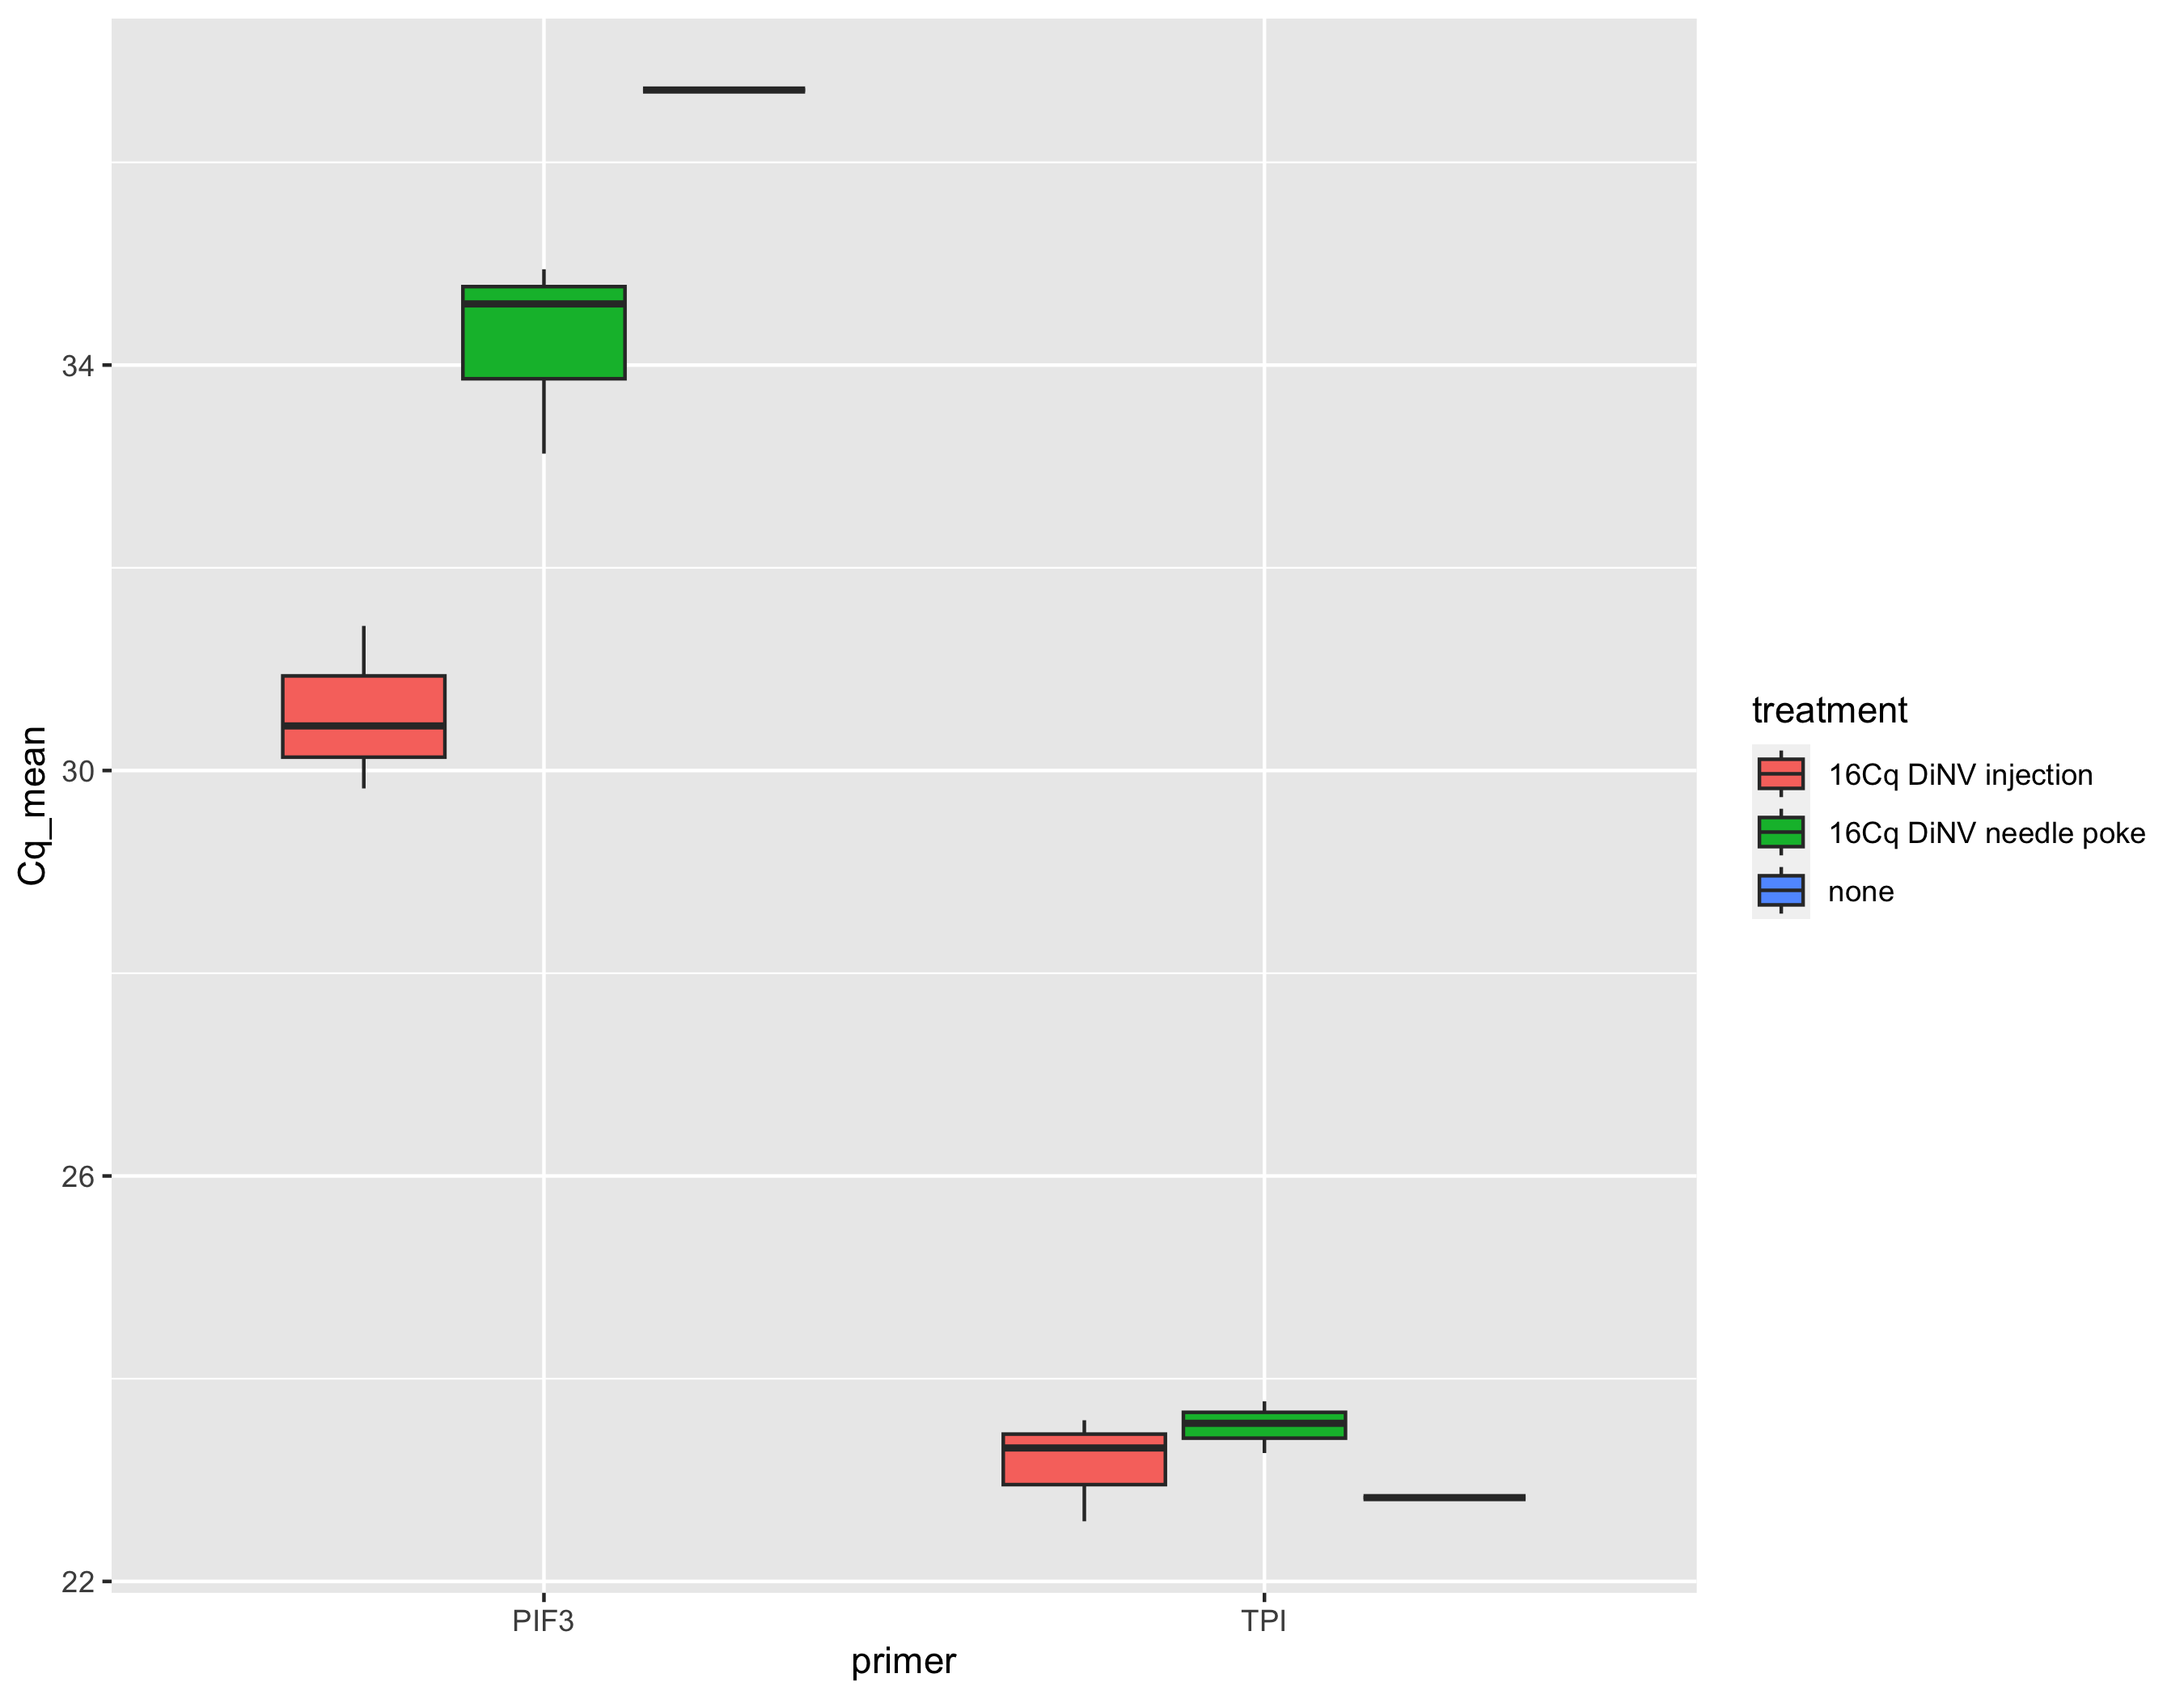 Cq_mean
34
30
26
22
PIF3
TPI
primer
treatment
16Cq DiNV injection
16Cq DiNV needle poke
none